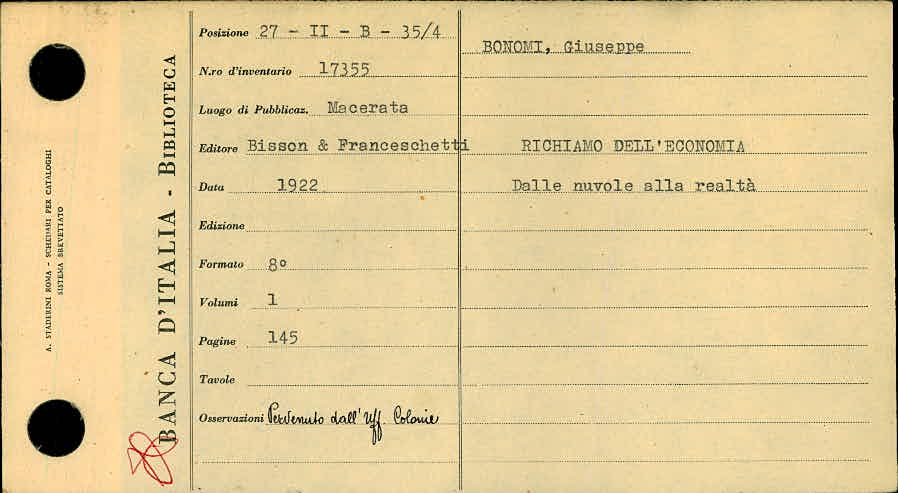 A. STADERINI ROMA - SCHEDARI PER CATALOGHI
SISTEMA BREVETTATO
BANCA D'ITALIA - BIBLIOTECA
Posizione 27 - II - B - 35/4
N.ro d'inventario 17355
Luogo di Pubblicaz. Macerata
Editore Bisson & Franceschetti
Data 1922
Edizione
Formato 8°
Volumi 1
Pagine 145
Tavole
Osservazioni Pervenuto dall' Uff. Colonie
BONOMI, Giuseppe
RICHIAMO DELL'ECONOMIA
Dalle nuvole alla realtà